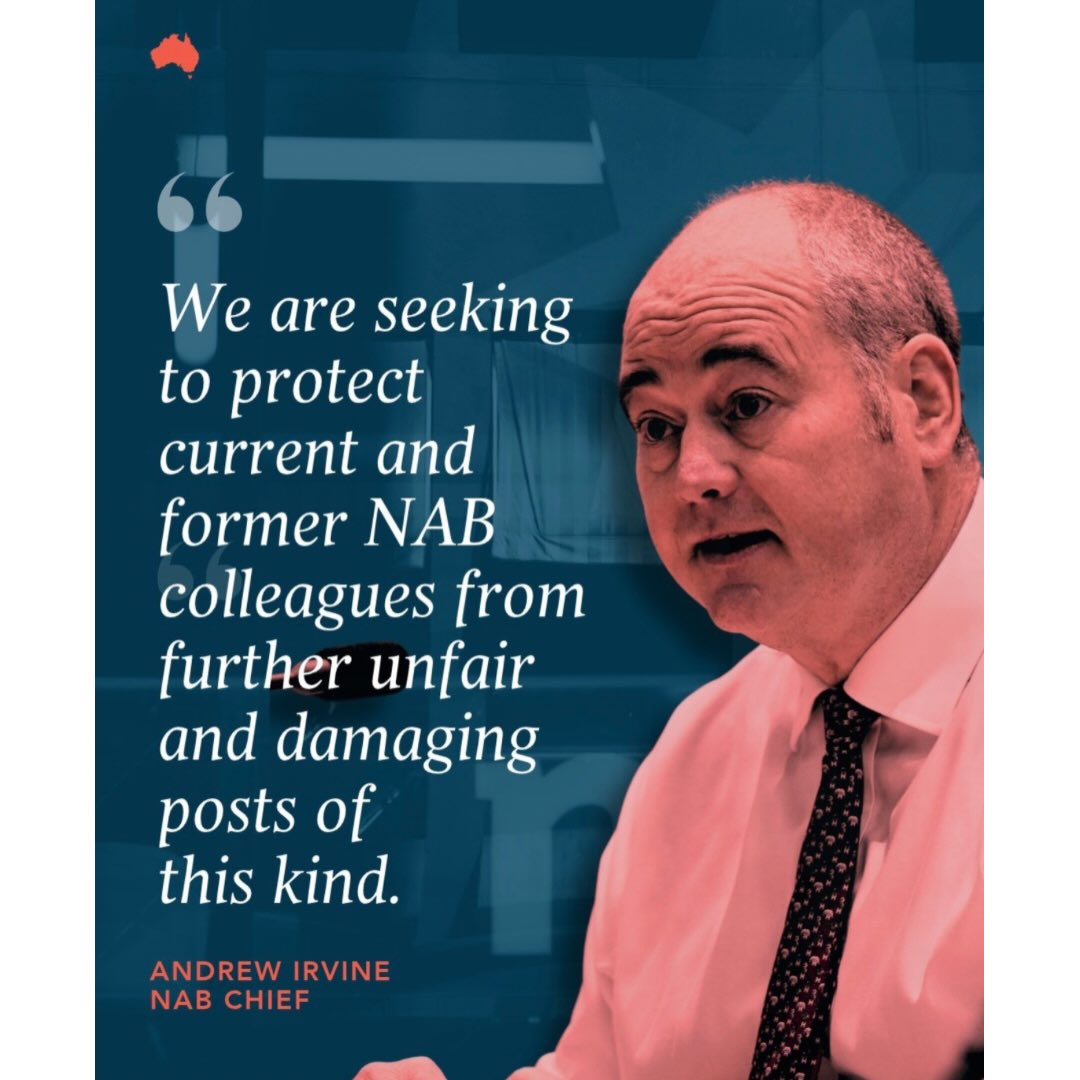 “
We are seeking
to protect
current and
former NAB
colleagues from
further unfair
and damaging
posts of
this kind.
ANDREW IRVINE
NAB CHIEF